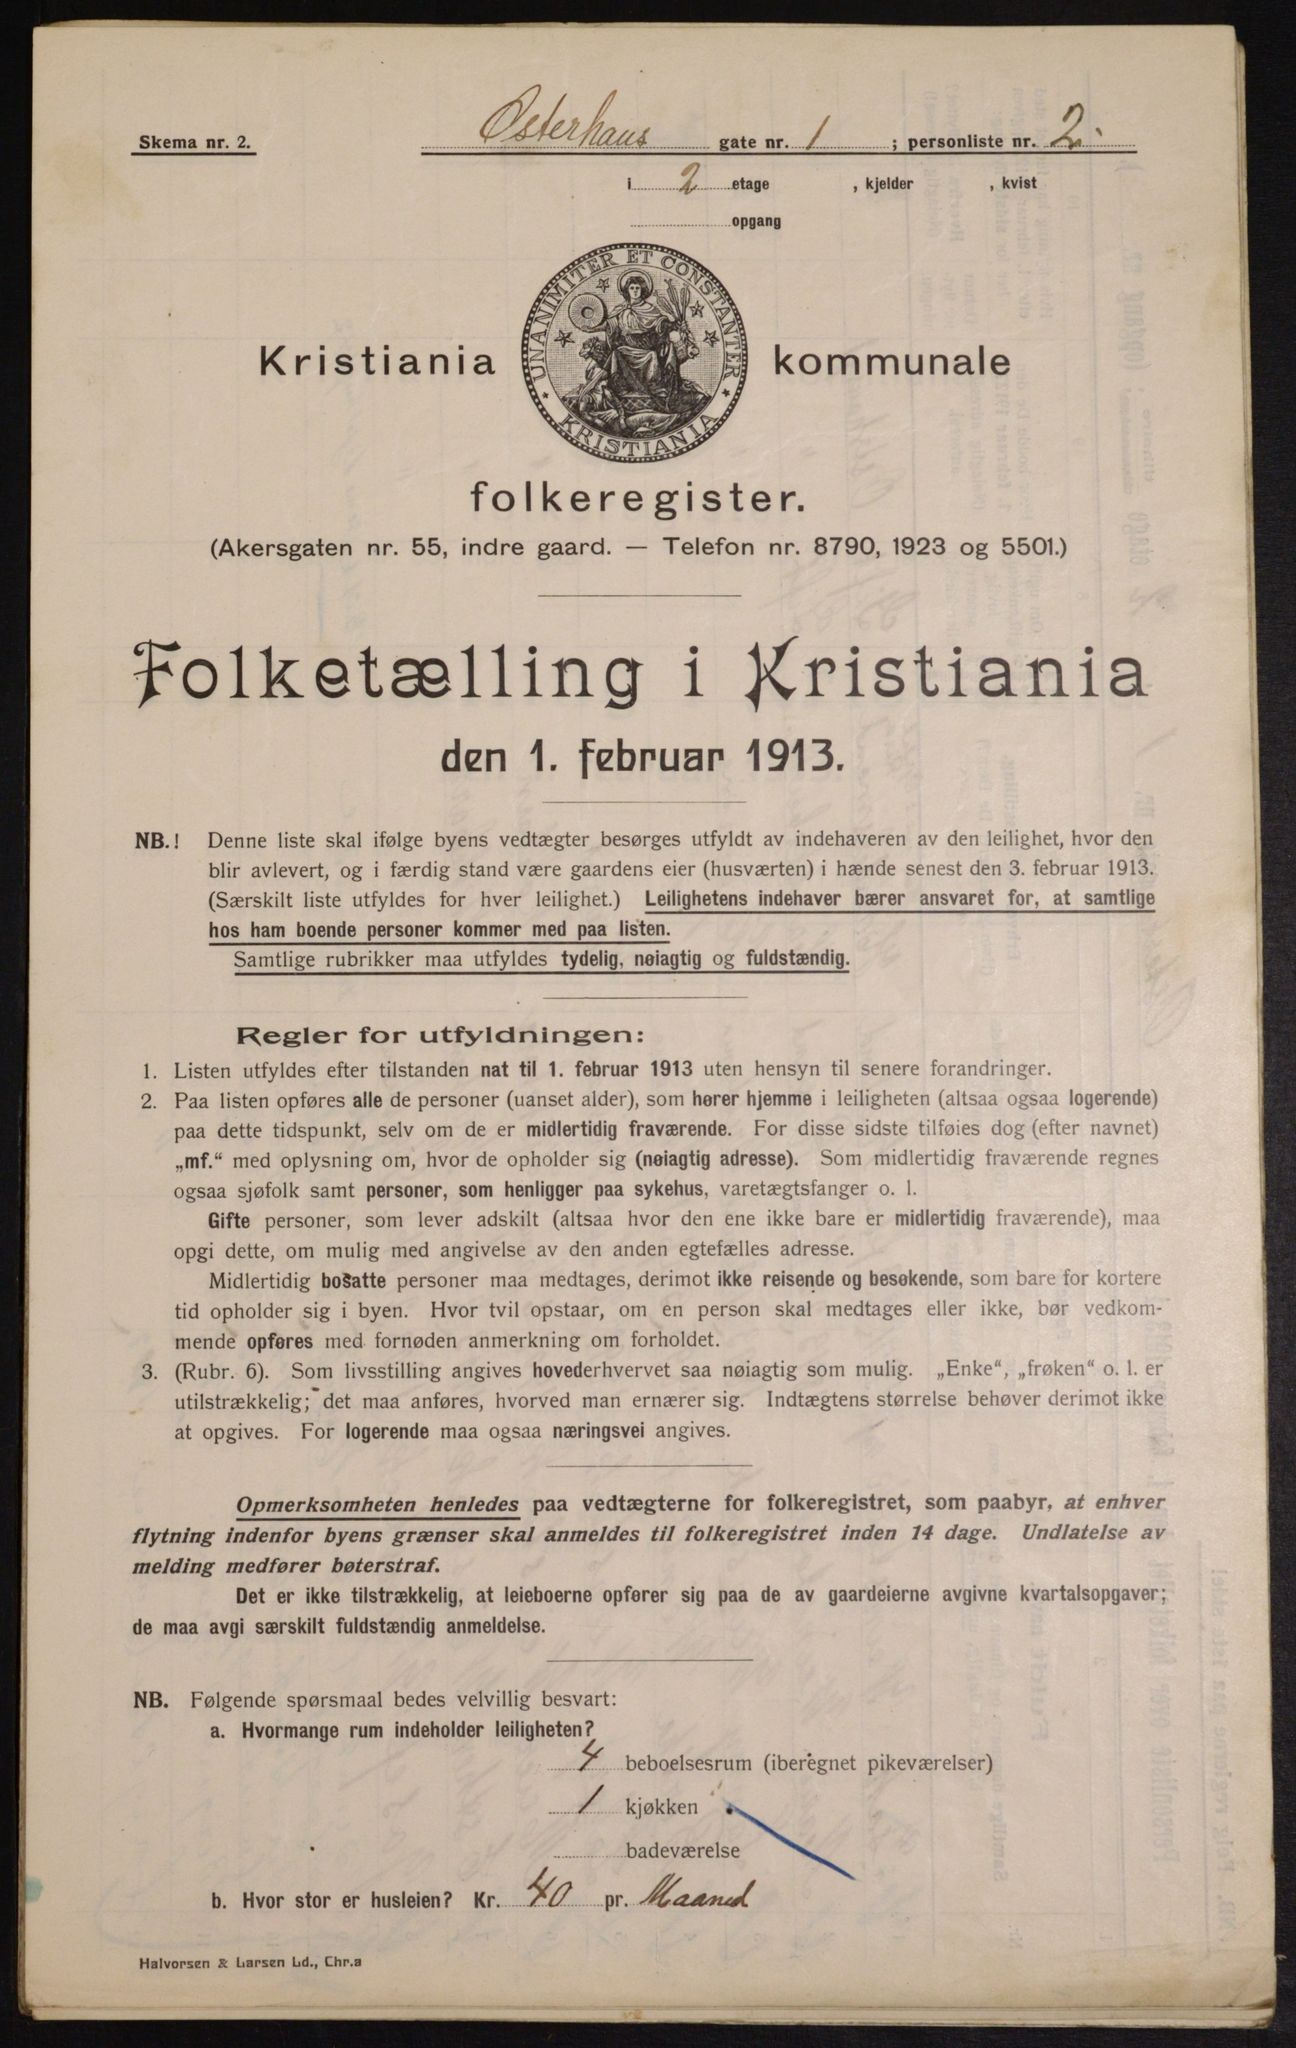 Skema nr. 2.
Østerhaus gate nr. 1 ; personliste nr. 2.
i 2 etage , kjelder , kvist
opgang
UNANIMITER ET CONSTANTER
KRISTIANIA
Kristiania kommunale
folkeregister.
(Akersgaten nr. 55, indre gaard. — Telefon nr. 8790, 1923 og 5501.)
Folketælling i Kristiania
den 1. februar 1913.
NB.! Denne liste skal ifølge byens vedtægter besørges utfyldt av indehaveren av den leilighet, hvor den
blir avlevert, og i færdig stand være gaardens eier (husværten) i hænde senest den 3. februar 1913.
(Særskilt liste utfyldes for hver leilighet.) Leilighetens indehaver bærer ansvaret for, at samtlige
hos ham boende personer kommer med paa listen.
Samtlige rubrikker maa utfyldes tydelig, nøiagtig og fuldstændig.
Regler for utfyldningen:
1. Listen utfyldes efter tilstanden nat til 1. februar 1913 uten hensyn til senere forandringer.
2. Paa listen opføres alle de personer (uanset alder), som hører hjemme i leiligheten (altsaa ogsaa logerende)
paa dette tidspunkt, selv om de er midlertidig fraværende. For disse sidste tilføies dog (efter navnet)
„mf.“ med oplysning om, hvor de opholder sig (nøiagtig adresse). Som midlertidig fraværende regnes
ogsaa sjøfolk samt personer, som henligger paa sykehus, varetægtsfanger o. l.
Gifte personer, som lever adskilt (altsaa hvor den ene ikke bare er midlertidig fraværende), maa
opgi dette, om mulig med angivelse av den anden egtefælles adresse.
Midlertidig bosatte personer maa medtages, derimot ikke reisende og besøkende, som bare for kortere
tid opholder sig i byen. Hvor tvil opstaar, om en person skal medtages eller ikke, bør vedkom-
mende opføres med fornøden anmerkning om forholdet.
3. (Rubr. 6). Som livsstilling angives hovederhvervet saa nøiagtig som mulig. „Enke“, „frøken“ o. l. er
utilstrækkelig; det maa anføres, hvorved man ernærer sig. Indtægtens størrelse behøver derimot ikke
at opgives. For logerende maa ogsaa næringsvei angives.
Opmerksomheten henledes paa vedtægterne for folkeregistret, som paabyr, at enhver
flytning indenfor byens grænser skal anmeldes til folkeregistret inden 14 dage. Undlatelse av
melding medfører bøterstraf.
Det er ikke tilstrækkelig, at leieboerne opfører sig paa de av gaardeierne avgivne kvartalsopgaver;
de maa avgi særskilt fuldstændig anmeldelse.
NB. Følgende spørsmaal bedes velvillig besvart:
a. Hvormange rum indeholder leiligheten?
4 beboelsesrum (iberegnet pikeværelser)
1 kjøkken
badeværelse
b. Hvor stor er husleien? Kr. 40 pr. Maaned
Halvorsen & Larsen Ld., Chr.a